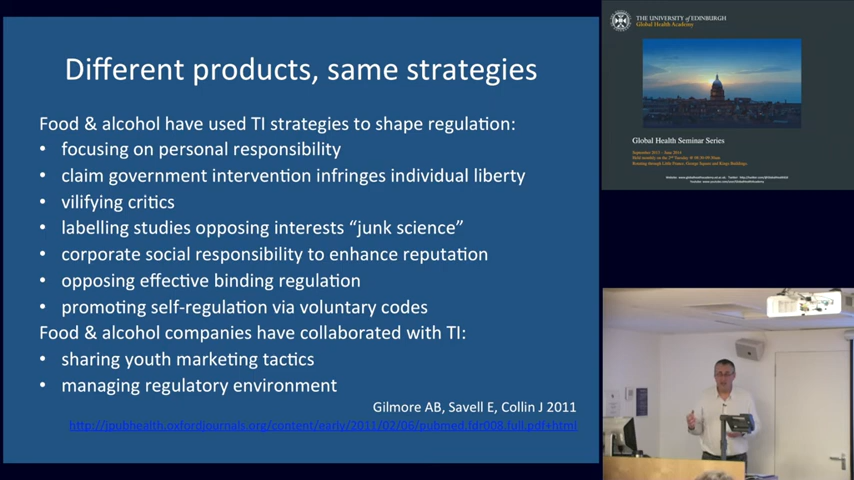 Different products, same strategies
Food & alcohol have used TI strategies to shape regulation:
• focusing on personal responsibility
• claim government intervention infringes individual liberty
• vilifying critics
• labelling studies opposing interests “junk science”
• corporate social responsibility to enhance reputation
• opposing effective binding regulation
• promoting self-regulation via voluntary codes
Food & alcohol companies have collaborated with TI:
• sharing youth marketing tactics
• managing regulatory environment
Gilmore AB, Savell E, Collin J 2011
http://jpubhealth.oxfordjournals.org/content/early/2011/02/06/pubmed.fdr008.full.pdf+html
THE UNIVERSITY of EDINBURGH
Global Health Academy
Global Health Seminar Series